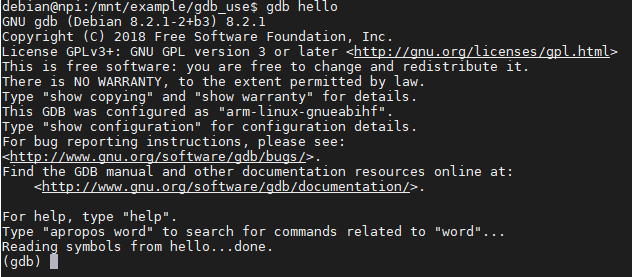 debian@npi:/mnt/example/gdb_use$ gdb hello
GNU gdb (Debian 8.2.1-2+b3) 8.2.1
Copyright (C) 2018 Free Software Foundation, Inc.
License GPLv3+: GNU GPL version 3 or later <http://gnu.org/licenses/gpl.html>
This is free software: you are free to change and redistribute it.
There is NO WARRANTY, to the extent permitted by law.
Type "show copying" and "show warranty" for details.
This GDB was configured as "arm-linux-gnueabihf".
Type "show configuration" for configuration details.
For bug reporting instructions, please see:
<http://www.gnu.org/software/gdb/bugs/>.
Find the GDB manual and other documentation resources online at:
    <http://www.gnu.org/software/gdb/documentation/>.

For help, type "help".
Type "apropos word" to search for commands related to "word"...
Reading symbols from hello...done.
(gdb)